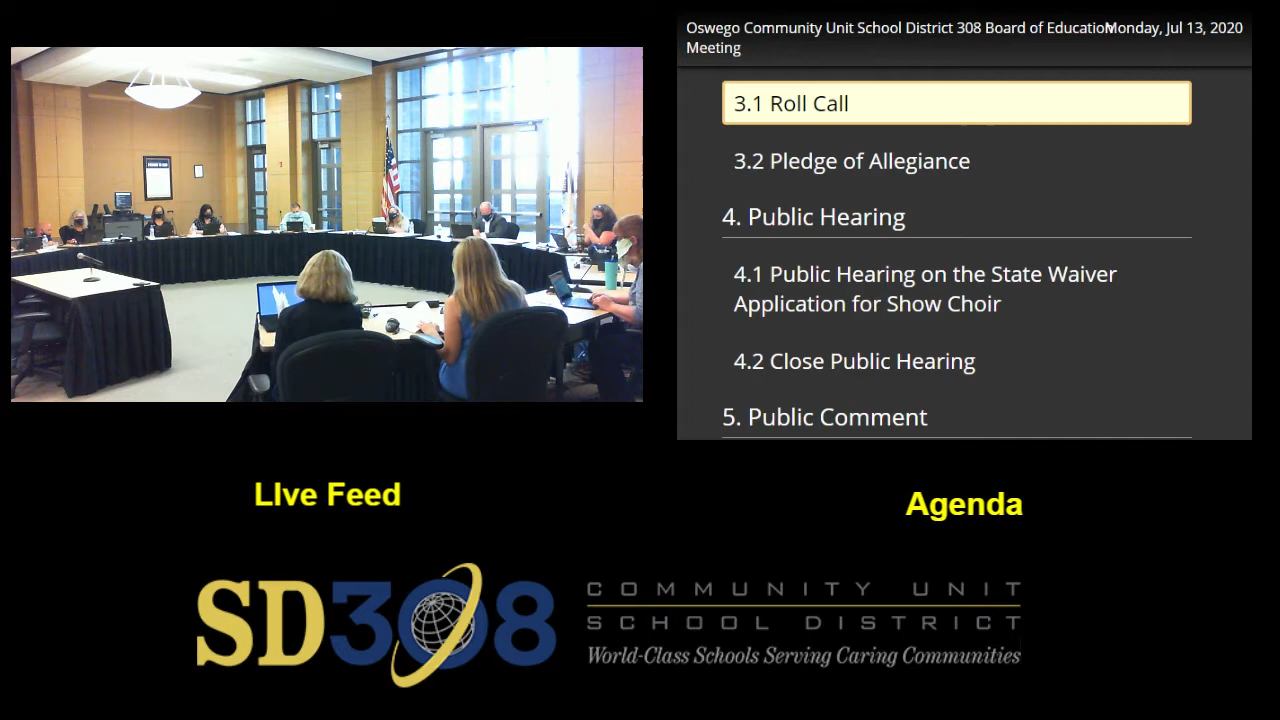 Oswego Community Unit School District 308 Board of Education
Meeting
Monday, Jul 13, 2020
3.1 Roll Call
3.2 Pledge of Allegiance
4. Public Hearing
4.1 Public Hearing on the State Waiver
Application for Show Choir
4.2 Close Public Hearing
5. Public Comment
LIve Feed
Agenda
SD308
COMMUNITY UNIT
SCHOOL DISTRICT
World-Class Schools Serving Caring Communities